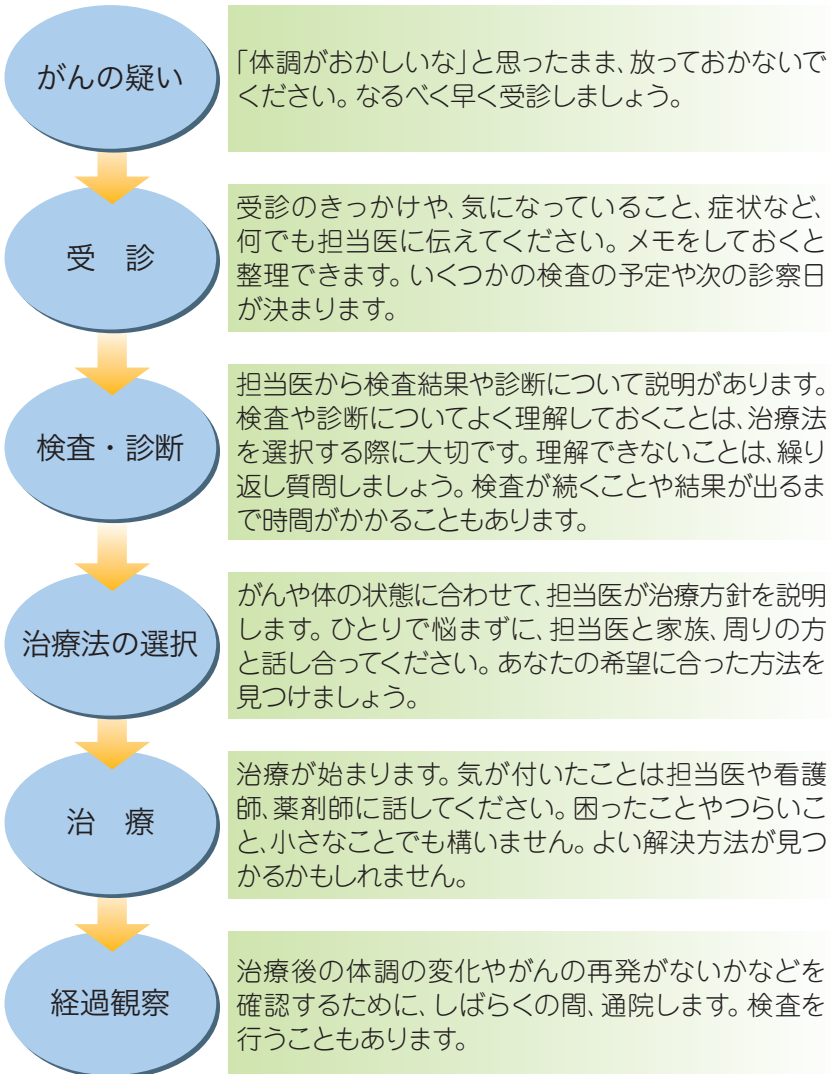 がんの疑い
「体調がおかしいな」と思ったまま、放っておかないで
ください。なるべく早く受診しましょう。
受　診
受診のきっかけや、気になっていること、症状など、
何でも担当医に伝えてください。メモをしておくと
整理できます。いくつかの検査の予定や次の診察日
が決まります。
検査・診断
担当医から検査結果や診断について説明があります。
検査や診断についてよく理解しておくことは、治療法
を選択する際に大切です。理解できないことは、繰り
返し質問しましょう。検査が続くことや結果が出るま
で時間がかかることもあります。
治療法の選択
がんや体の状態に合わせて、担当医が治療方針を説明
します。ひとりで悩まずに、担当医と家族、周りの方
と話し合ってください。あなたの希望に合った方法を
見つけましょう。
治　療
治療が始まります。気が付いたことは担当医や看護
師、薬剤師に話してください。困ったことやつらいこ
と、小さなことでも構いません。よい解決方法が見つ
かるかもしれません。
経過観察
治療後の体調の変化やがんの再発がないかなどを
確認するために、しばらくの間、通院します。検査を
行うこともあります。